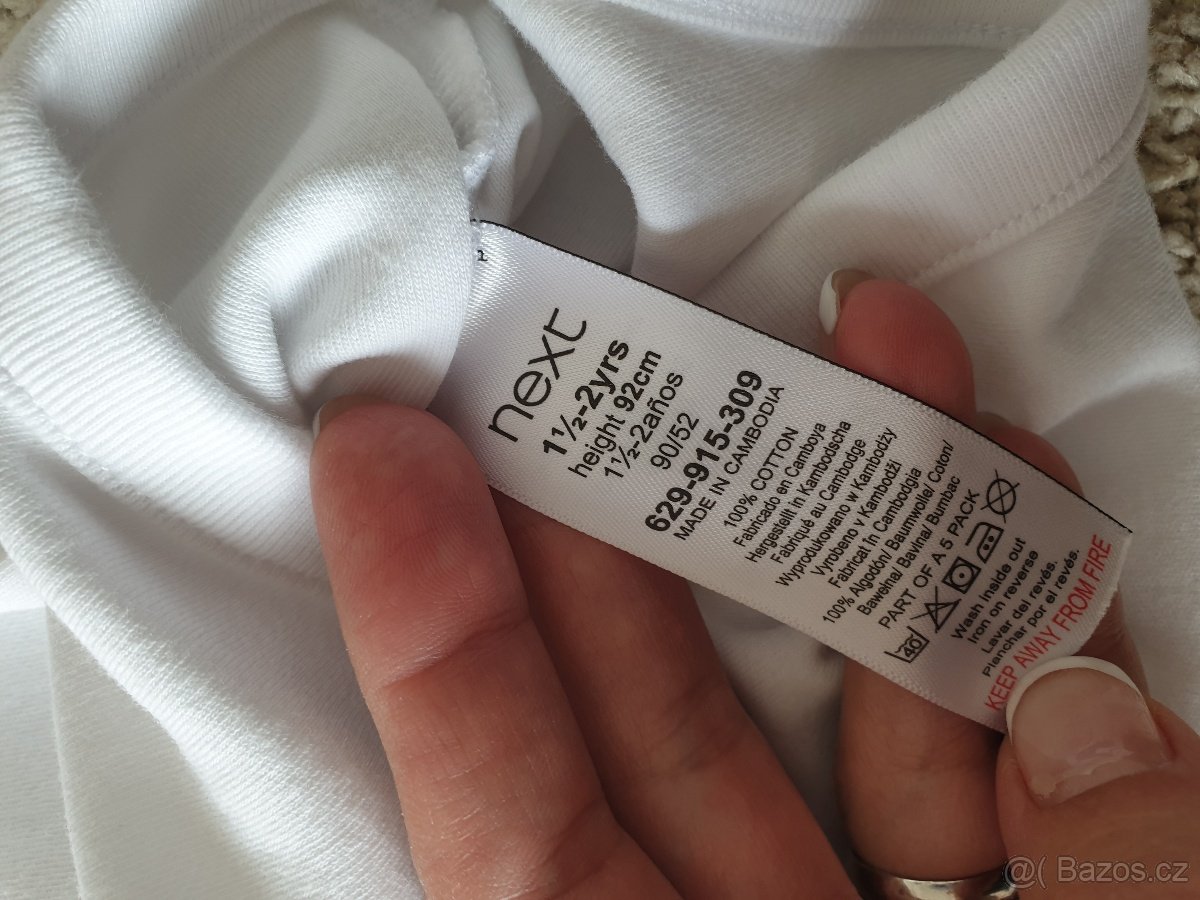 next
1½-2yrs
height 92cm
1½-2años
90/52
629-915-309
MADE IN CAMBODIA
100% COTTON
Fabricado en Camboya
Hergestellt in Kambodscha
Fabriqué au Cambodge
Wyprodukowano w Kambodży
Vyrobeno v Kambodži
Fabricat în Cambodgia
100% Algodón/ Baumwolle/ Coton/
Bawełna/ Bavlna/ Bumbac
PART OF A 5 PACK
40
Wash inside out
Iron on reverse
Lavar del revés.
Planchar por el revés.
KEEP AWAY FROM FIRE
@( Bazos.cz